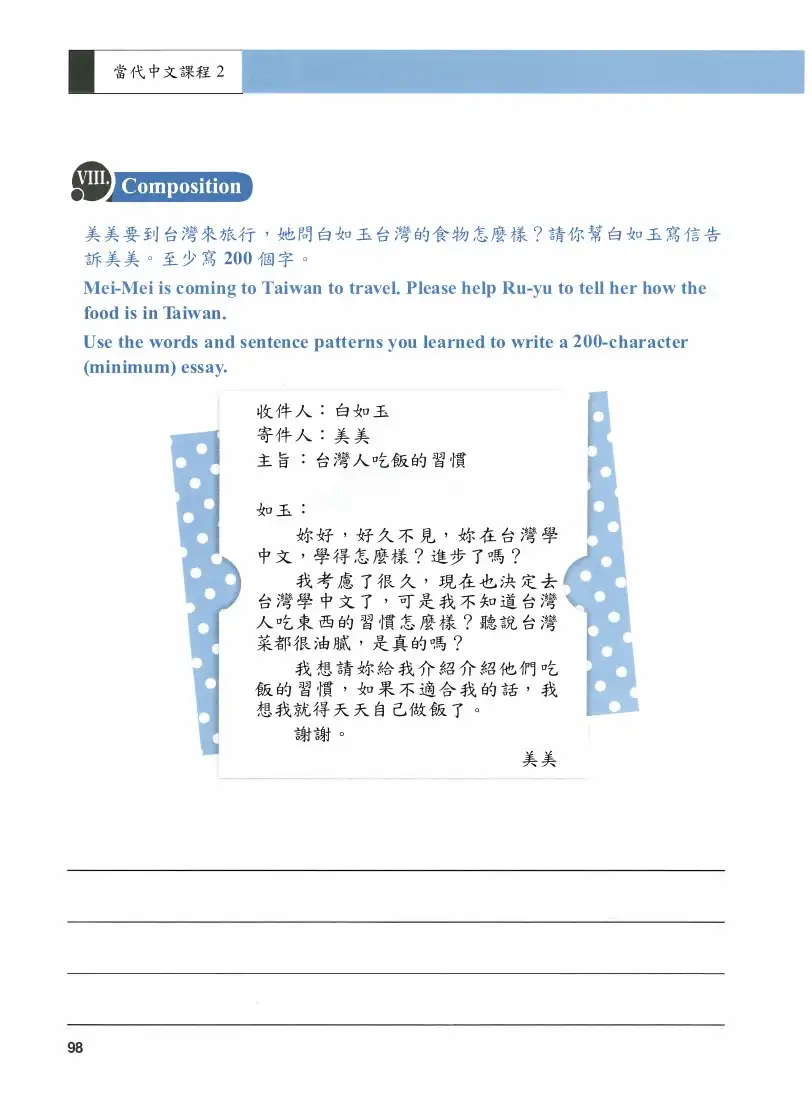 當代中文課程 2
VIII. Composition
美美要到台灣來旅行，她問白如玉台灣的食物怎麼樣？請你幫白如玉寫信告
訴美美。至少寫 200 個字。
Mei-Mei is coming to Taiwan to travel. Please help Ru-yu to tell her how the
food is in Taiwan.
Use the words and sentence patterns you learned to write a 200-character
(minimum) essay.
收件人：白如玉
寄件人：美美
主旨：台灣人吃飯的習慣
如玉：
妳好，好久不見，妳在台灣學
中文，學得怎麼樣？進步了嗎？
我考慮了很久，現在也決定去
台灣學中文了，可是我不知道台灣
人吃東西的習慣怎麼樣？聽說台灣
菜都很油膩，是真的嗎？
我想請妳給我介紹介紹他們吃
飯的習慣，如果不適合我的話，我
想我就得天天自己做飯了。
謝謝。
美美
98